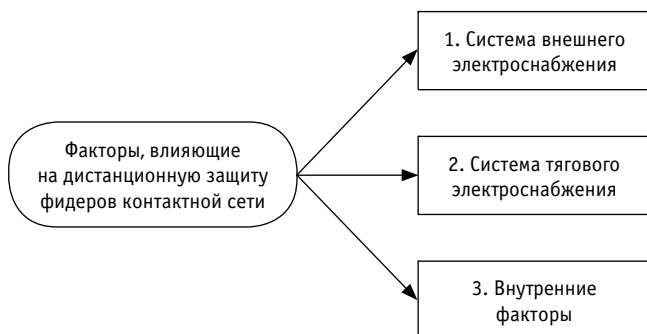 1. Система внешнего
электроснабжения
Факторы, влияющие
на дистанционную защиту
фидеров контактной сети
2. Система тягового
электроснабжения
3. Внутренние
факторы